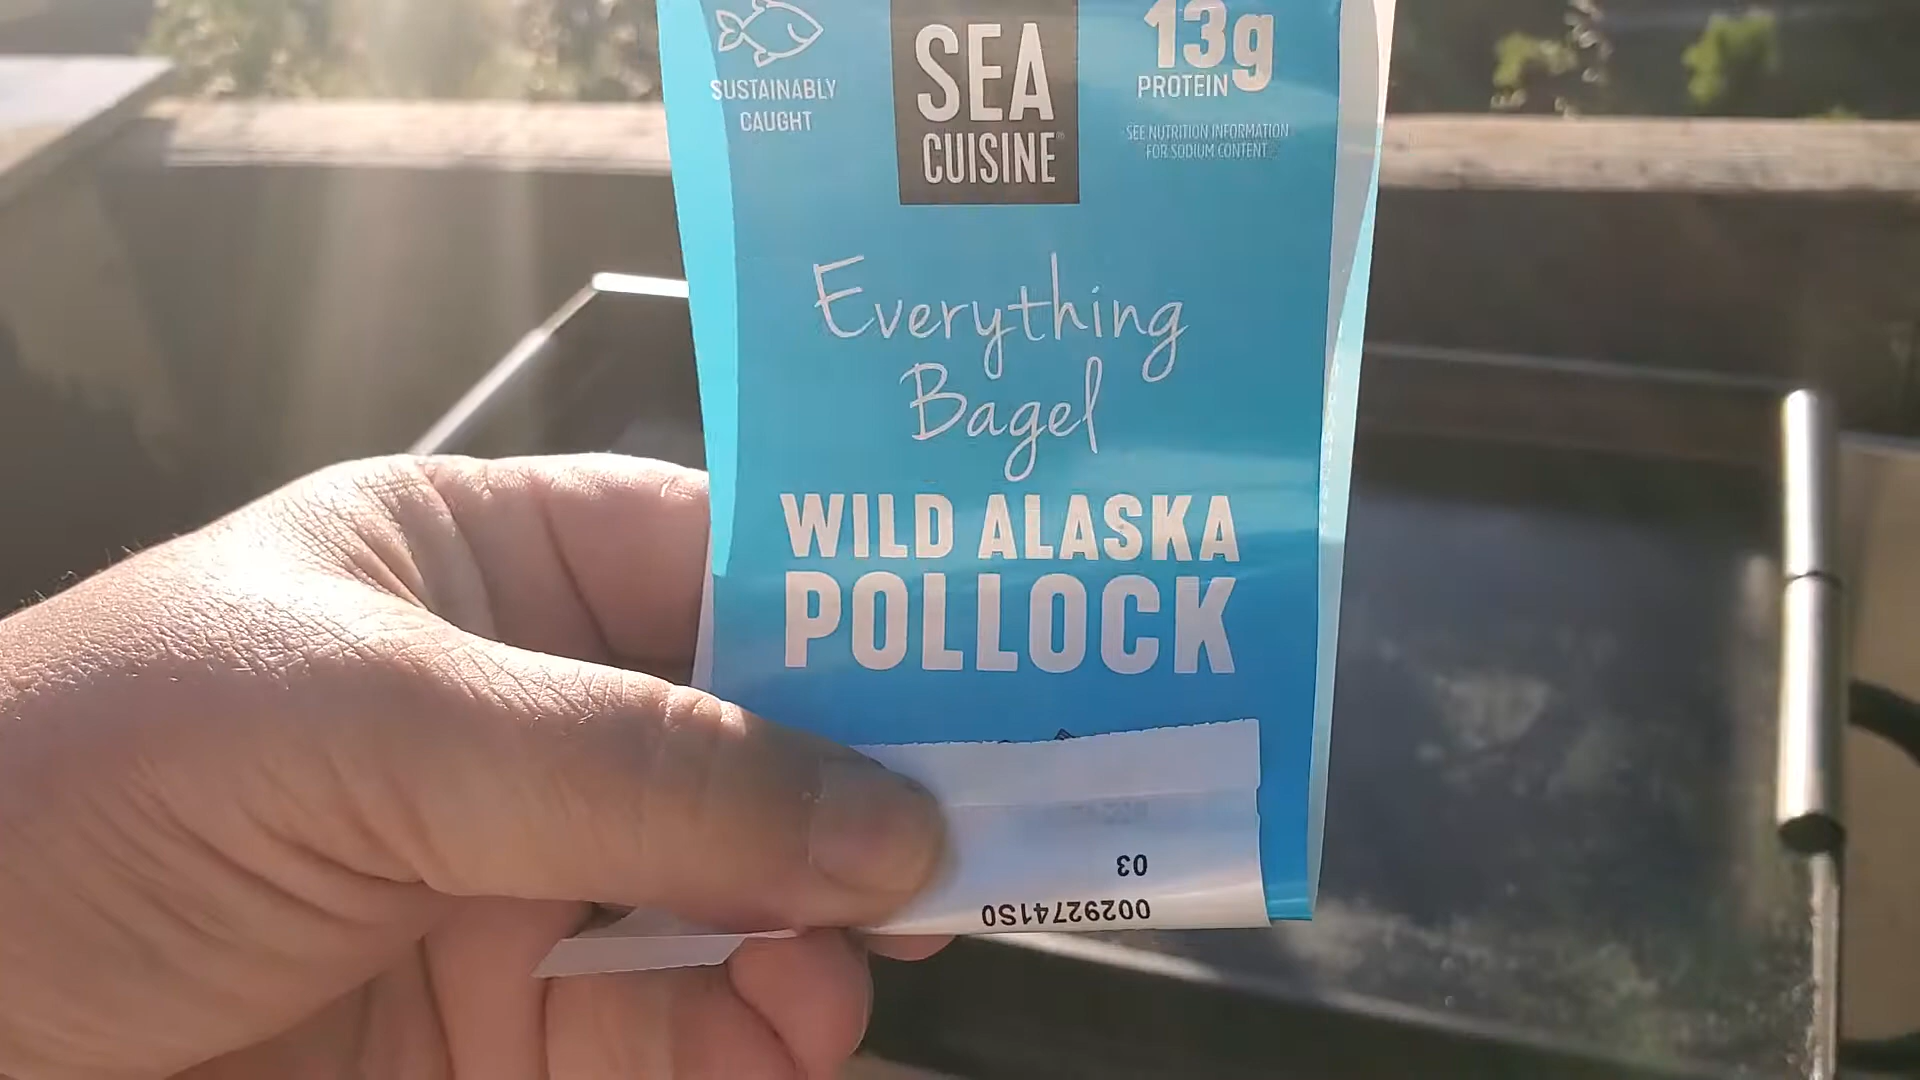 SUSTAINABLY
CAUGHT
SEA
CUISINE
13g
PROTEIN
SEE NUTRITION INFORMATION
FOR SODIUM CONTENT
Everything
Bagel
WILD ALASKA
POLLOCK
03
00292741S0